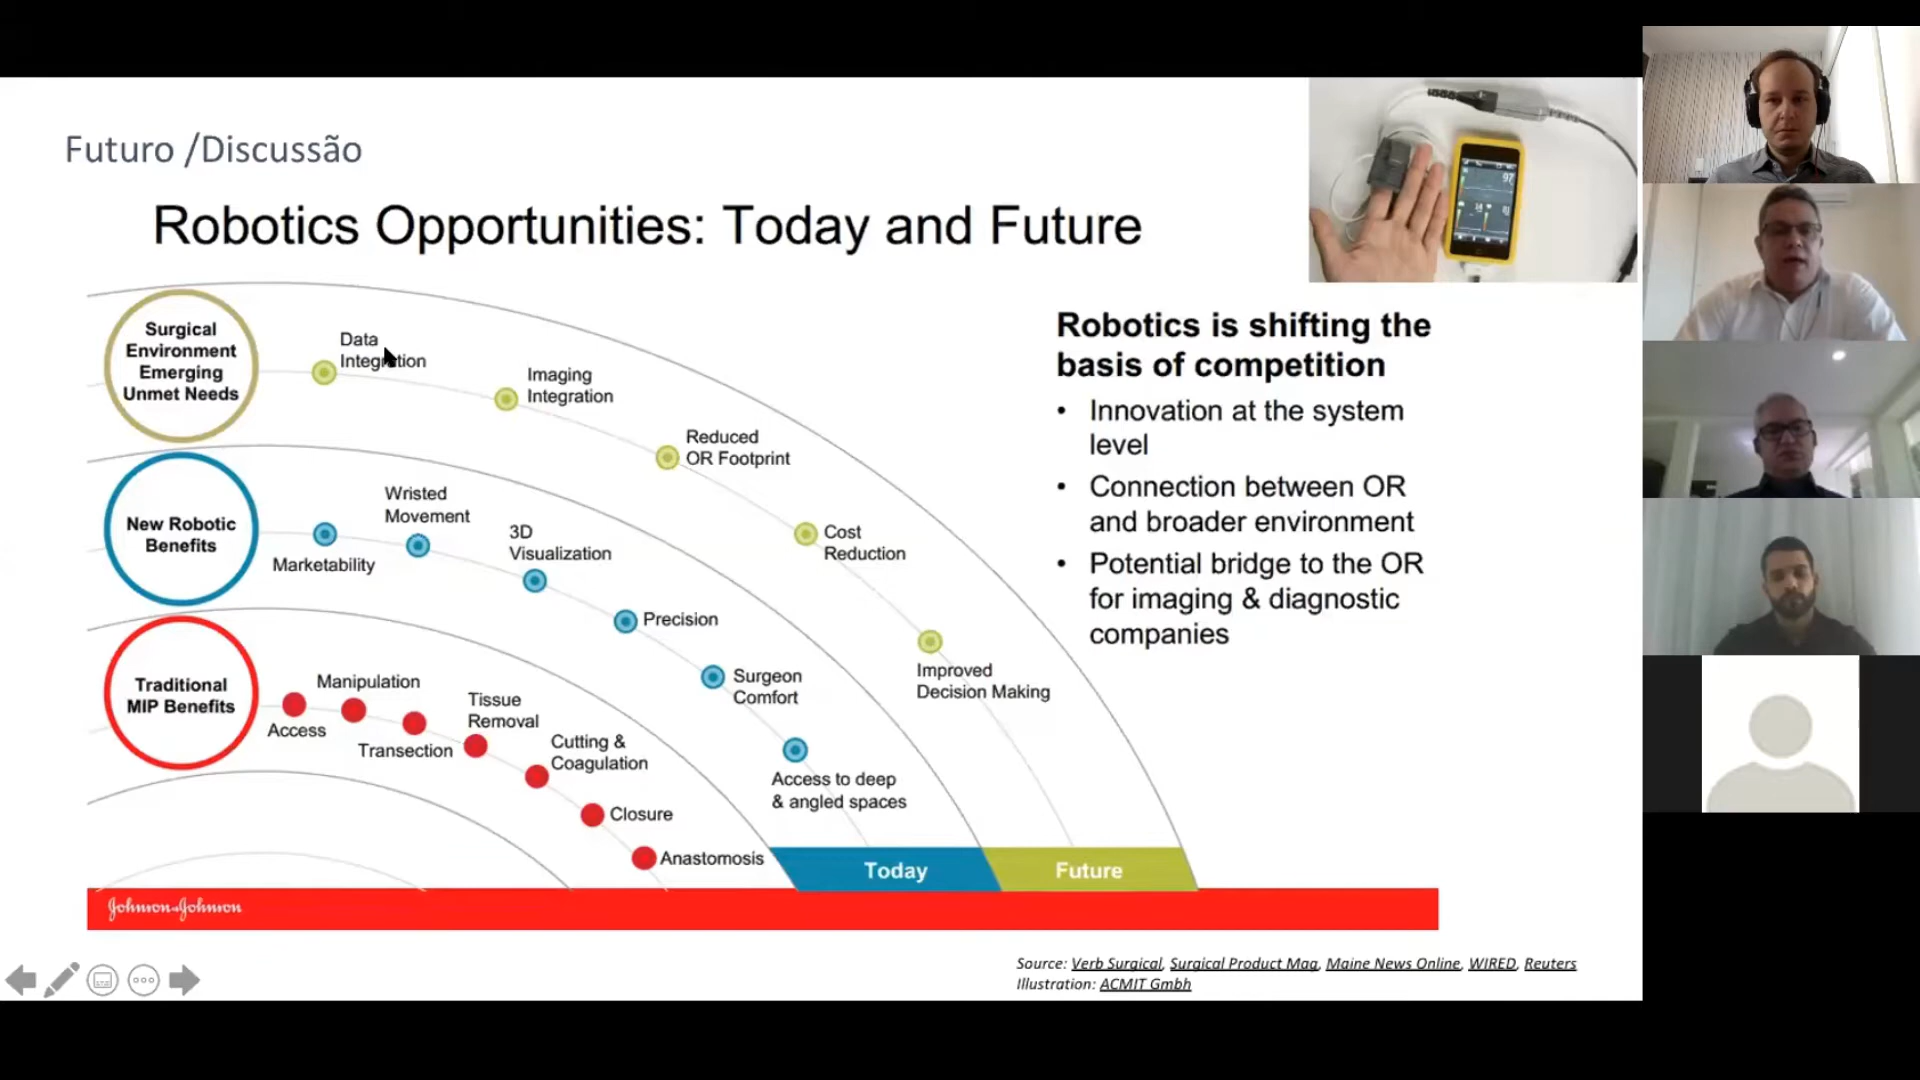 Futuro /Discussão
Robotics Opportunities: Today and Future
97
Surgical
Environment
Emerging
Unmet Needs
Data
Integration
Imaging
Integration
Reduced
OR Footprint
Cost
Reduction
Improved
Decision Making
New Robotic
Benefits
Marketability
Wristed
Movement
3D
Visualization
Precision
Surgeon
Comfort
Access to deep
& angled spaces
Traditional
MIP Benefits
Access
Manipulation
Transection
Tissue
Removal
Cutting &
Coagulation
Closure
Anastomosis
Today
Future
Robotics is shifting the
basis of competition
• Innovation at the system
level
• Connection between OR
and broader environment
• Potential bridge to the OR
for imaging & diagnostic
companies
Johnson & Johnson
Source: Verb Surgical, Surgical Product Mag, Maine News Online, WIRED, Reuters
Illustration: ACMIT Gmbh